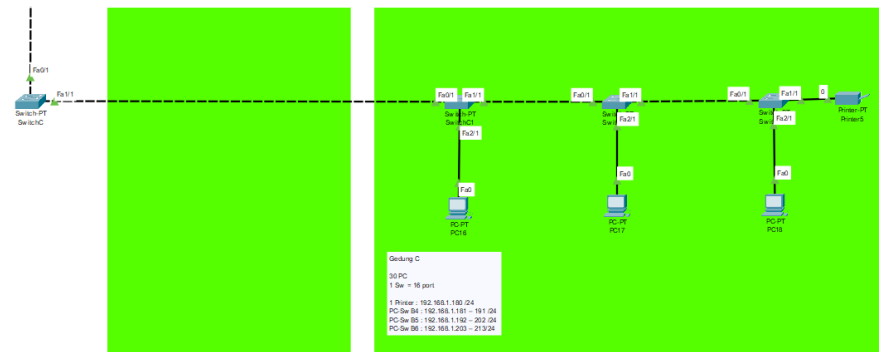 Fa0/1
Fa1/1
Switch-PT
SwitchC
Fa0/1
Fa1/1
Switch-PT
SwitchC1
Fa2/1
Fa0
PC-PT
PC16
Fa0/1
Fa1/1
Fa2/1
Fa0
PC-PT
PC17
Fa0/1
Fa1/1
Fa2/1
Fa0
PC-PT
PC18
0
Printer-PT
Printer5
Gedung C
30 PC
1 Sw = 16 port
1 Printer : 192.168.1.180 /24
PC-Sw B4 : 192.168.1.181 – 191 /24
PC-Sw B5 : 192.168.1.192 – 202 /24
PC-Sw B6 : 192.168.1.203 – 213/24